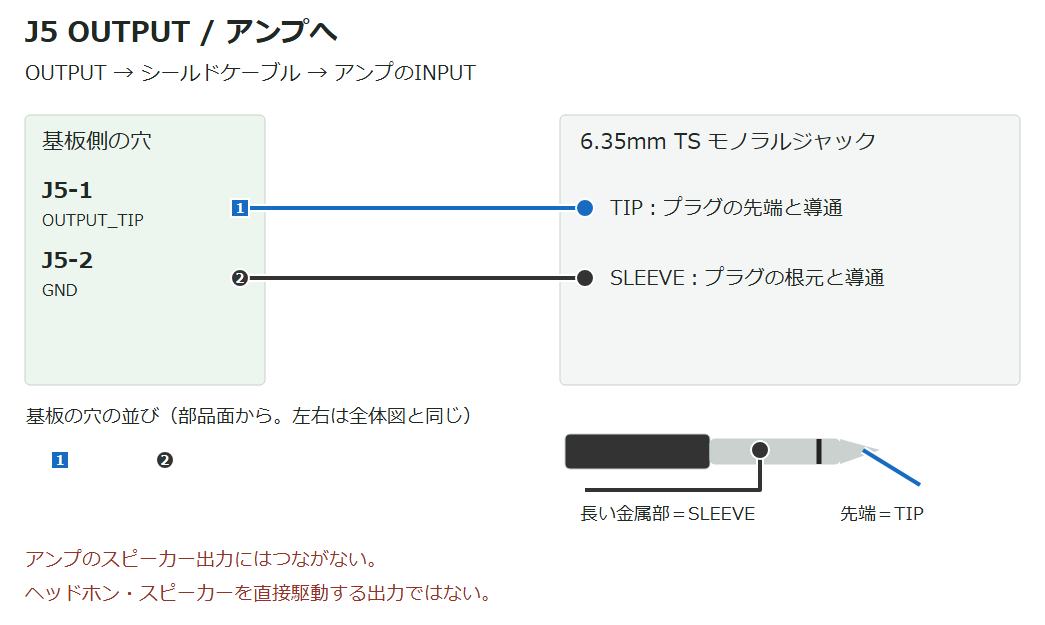 J5 OUTPUT / アンプへ
OUTPUT → シールドケーブル → アンプのINPUT
基板側の穴
J5-1
OUTPUT_TIP
J5-2
GND
1
2
6.35mm TS モノラルジャック
TIP：プラグの先端と導通
SLEEVE：プラグの根元と導通
基板の穴の並び（部品面から。左右は全体図と同じ）
1 2
長い金属部＝SLEEVE
先端＝TIP
アンプのスピーカー出力にはつながない。
ヘッドホン・スピーカーを直接駆動する出力ではない。